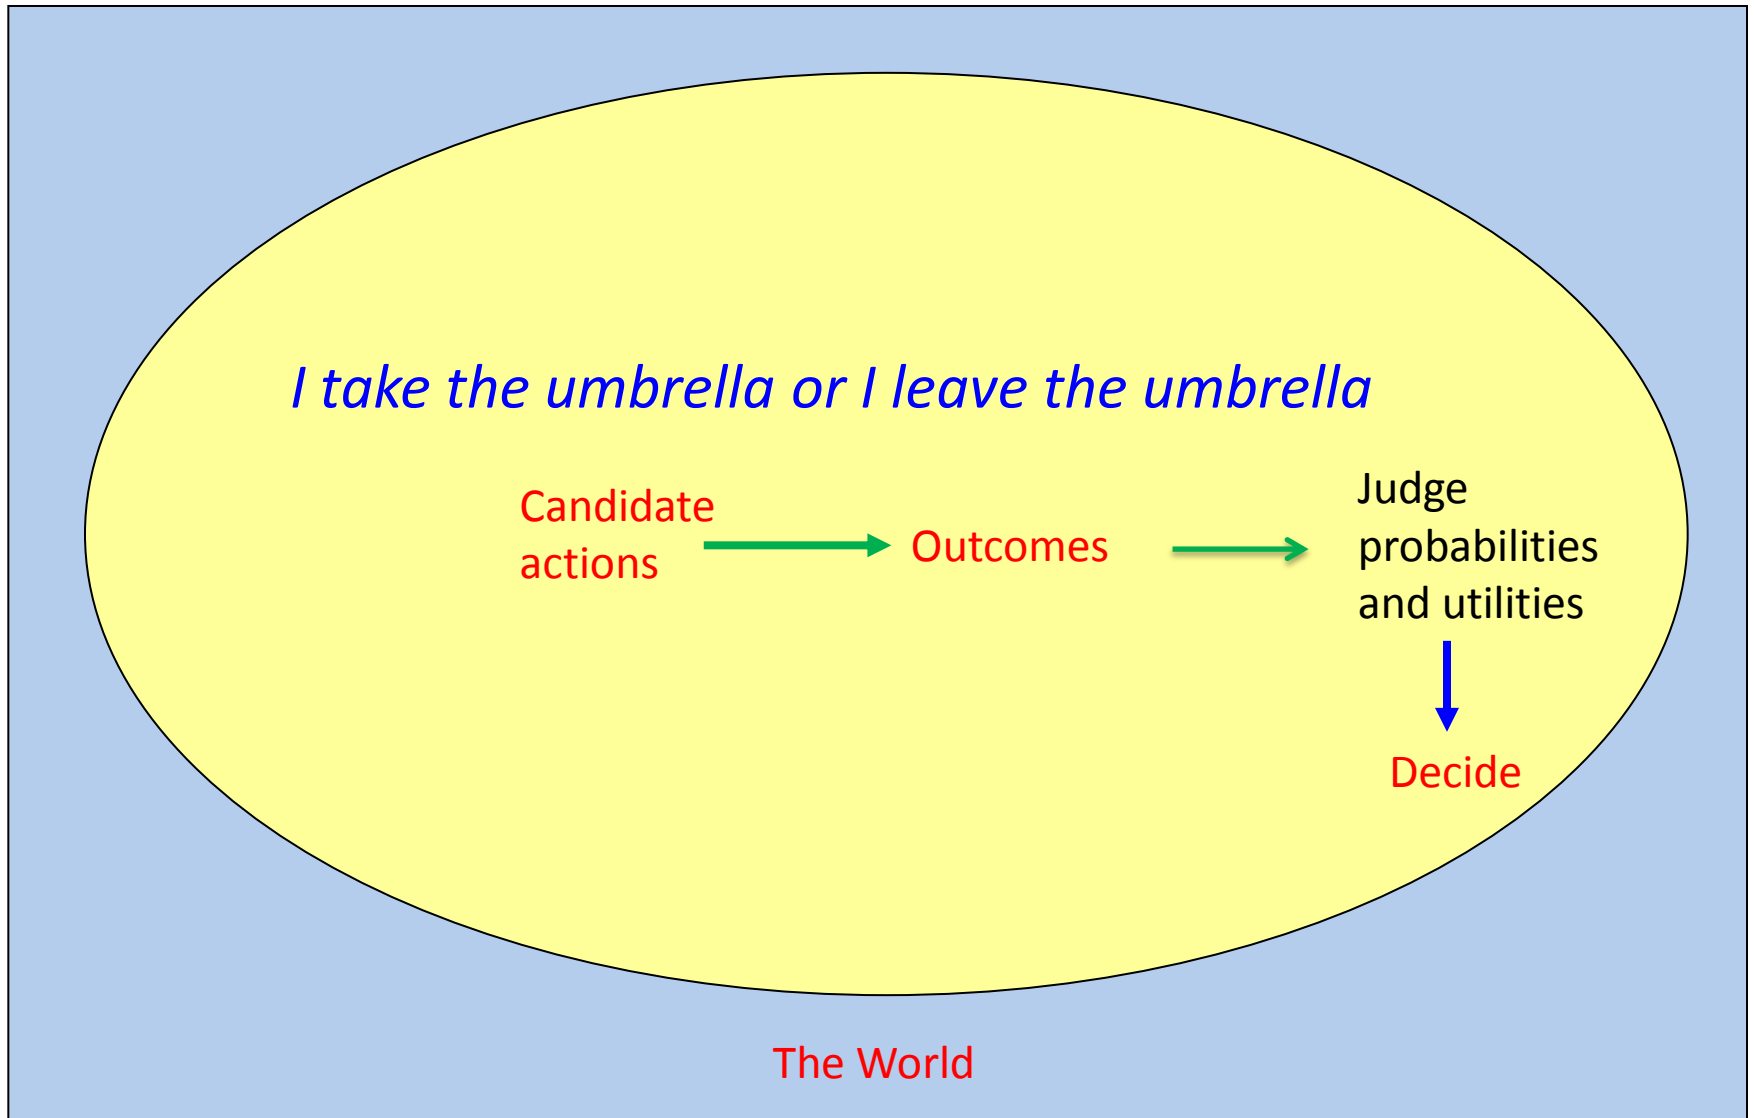 I take the umbrella or I leave the umbrella
Candidate
actions
Outcomes
Judge
probabilities
and utilities
Decide
The World